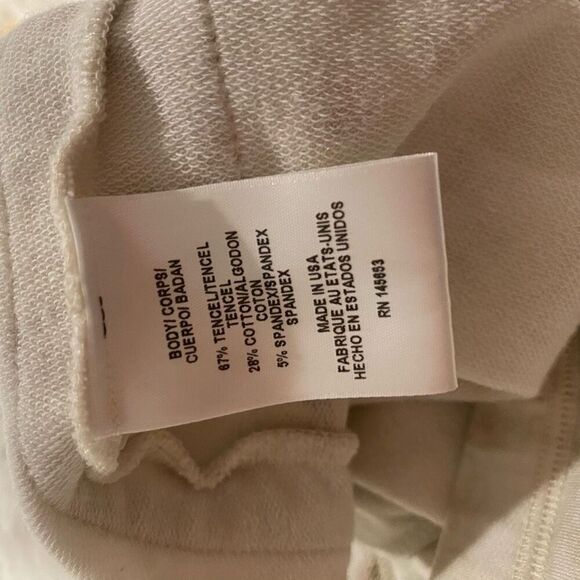 BODY/ CORPS/
CUERPO/ BADAN
67% TENCEL/TENCEL
TENCEL
28% COTTON/ALGODON
COTON
5% SPANDEX/SPANDEX
SPANDEX
MADE IN USA
FABRIQUE AU ETATS-UNIS
HECHO EN ESTADOS UNIDOS
RN 145653